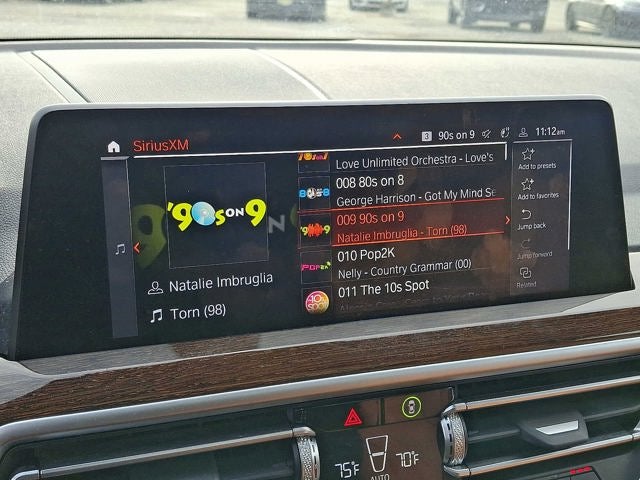 SiriusXM
3 90s on 9 11:12am
'90s ON 9
Natalie Imbruglia
Torn (98)
Love Unlimited Orchestra - Love's
008 80s on 8
George Harrison - Got My Mind Se
009 90s on 9
Natalie Imbruglia - Torn (98)
010 Pop2K
Nelly - Country Grammar (00)
011 The 10s Spot
Add to presets
Add to favorites
Jump back
Jump forward
Related
75°F
70°F
AUTO